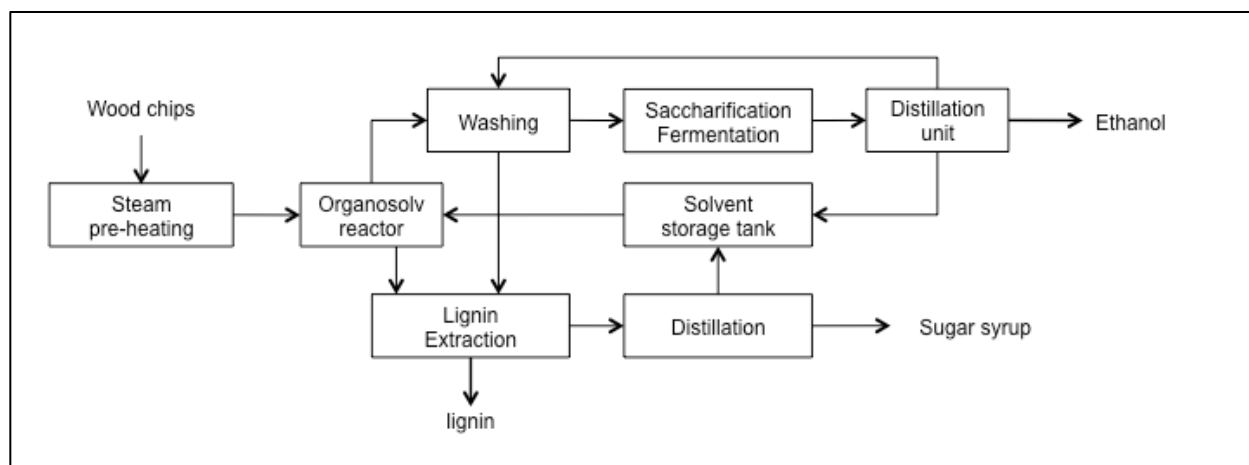 Wood chips
Washing
Saccharification
Fermentation
Distillation
unit
Ethanol
Steam
pre-heating
Organosolv
reactor
Solvent
storage tank
Lignin
Extraction
Distillation
Sugar syrup
lignin